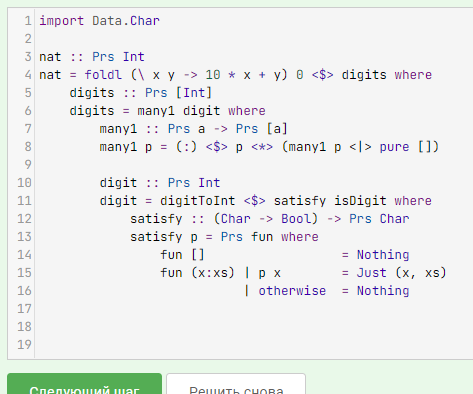 1 import Data.Char
2
3 nat :: Prs Int
4 nat = foldl (\ x y -> 10 * x + y) 0 <$> digits where
5     digits :: Prs [Int]
6     digits = many1 digit where
7         many1 :: Prs a -> Prs [a]
8         many1 p = (:) <$> p <*> (many1 p <|> pure [])
9
10         digit :: Prs Int
11         digit = digitToInt <$> satisfy isDigit where
12             satisfy :: (Char -> Bool) -> Prs Char
13             satisfy p = Prs fun where
14                 fun []                  = Nothing
15                 fun (x:xs) | p x        = Just (x, xs)
16                            | otherwise  = Nothing
17
18
19
Следующий шаг Решить снова